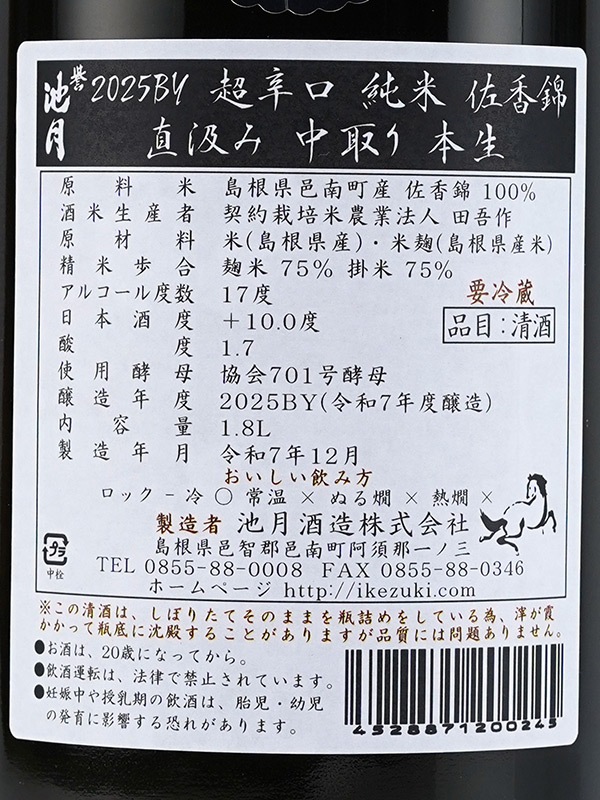 誉池月 2025BY 超辛口 純米 佐香錦
直汲み 中取り 本生
原料米 島根県邑南町産 佐香錦 100%
酒米生産者 契約栽培米農業法人 田吾作
原材料 米(島根県産)・米麹(島根県産米)
精米歩合 麹米 75% 掛米 75%
アルコール度数 17度
要冷蔵
日本酒度 +10.0度
品目:清酒
酸度 1.7
使用酵母 協会701号酵母
醸造年度 2025BY(令和7年度醸造)
内容量 1.8L
製造年月 令和7年12月
おいしい飲み方
ロック - 冷 ○ 常温 × ぬる燗 × 熱燗 ×
製造者 池月酒造株式会社
島根県邑智郡邑南町阿須那一ノ三
TEL 0855-88-0008 FAX 0855-88-0346
ホームページ http://ikezuki.com
プラ
中栓
※この清酒は、しぼりたてそのままを瓶詰めをしている為、滓が霞
かかって瓶底に沈殿することがありますが品質には問題ありません。
●お酒は、20歳になってから。
●飲酒運転は、法律で禁止されています。
●妊娠中や授乳期の飲酒は、胎児・幼児
の発育に影響する恐れがあります。
4528871200245